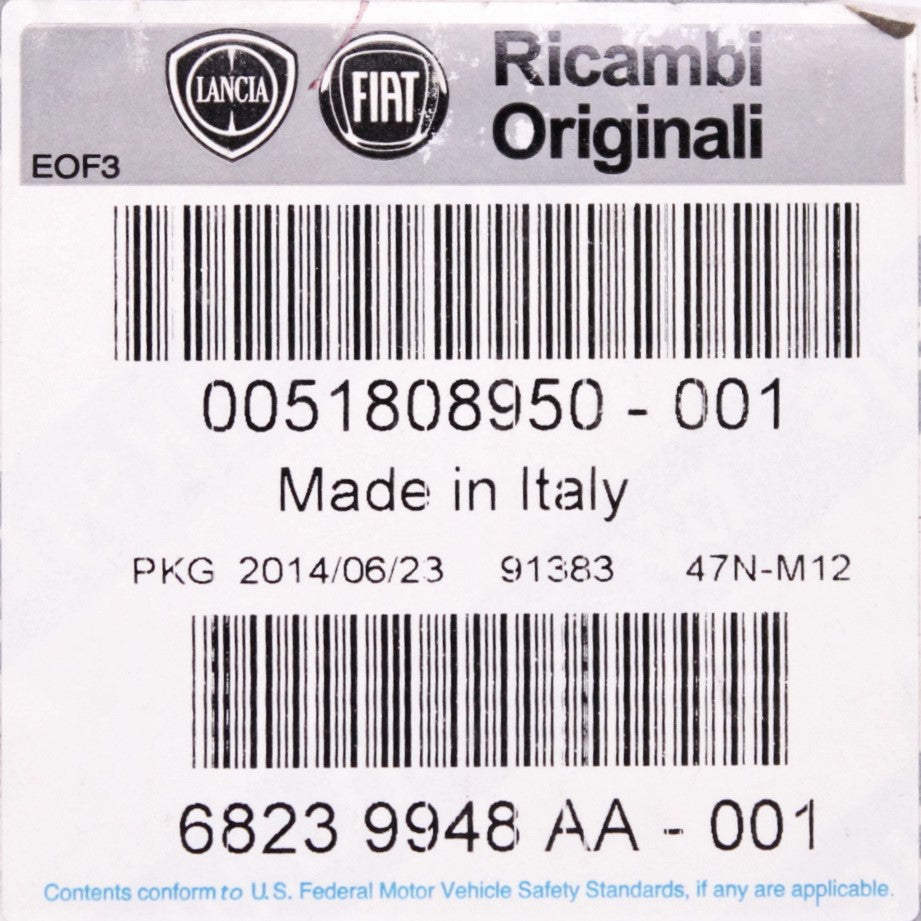 LANCIA FIAT Ricambi
Originali
EOF3
0051808950 - 001
Made in Italy
PKG 2014/06/23 91383 47N-M12
6823 9948 AA - 001
Contents conform to U.S. Federal Motor Vehicle Safety Standards, if any are applicable.